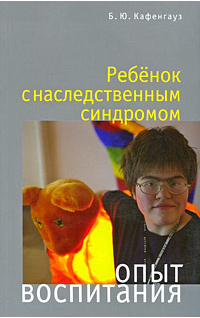 Б. Ю. Кафенгауз
Ребёнок
с наследственным
синдромом
опыт
воспитания